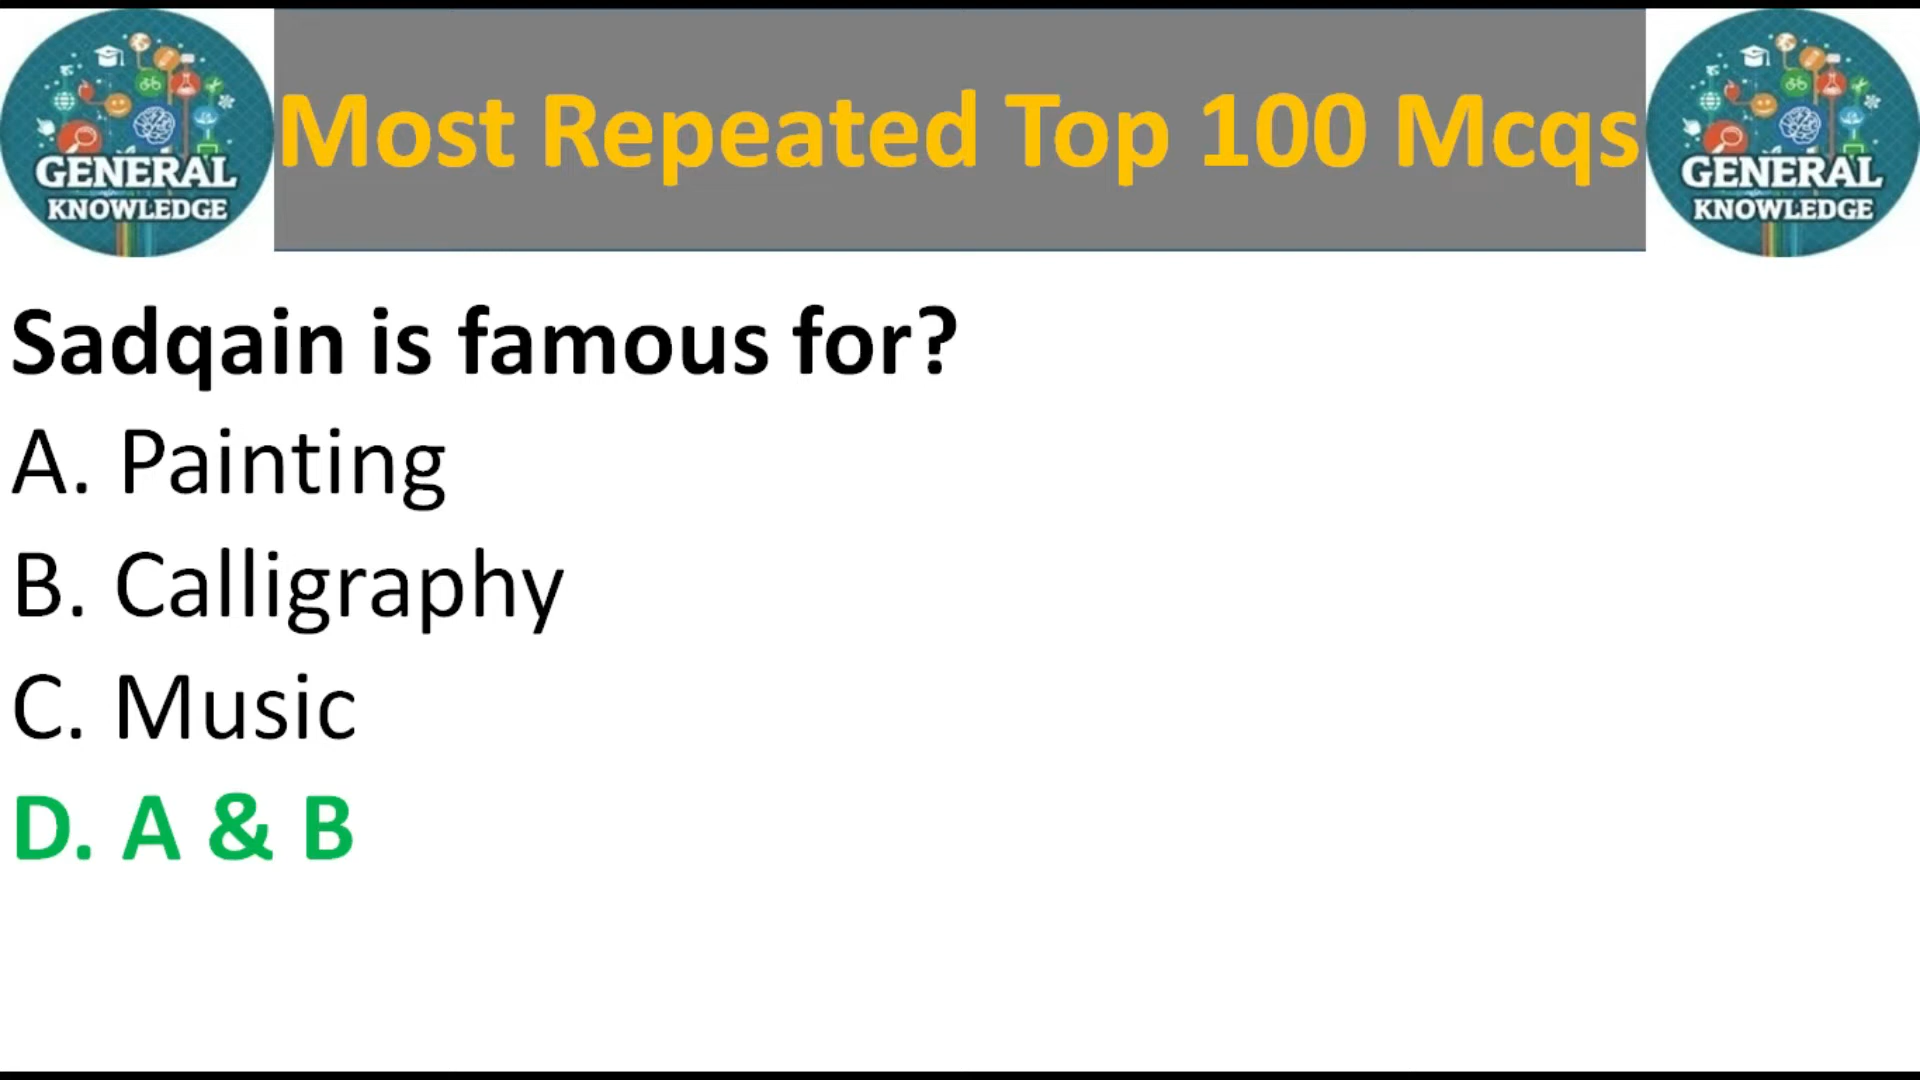 GENERAL
KNOWLEDGE
Most Repeated Top 100 Mcqs
GENERAL
KNOWLEDGE
Sadqain is famous for?
A. Painting
B. Calligraphy
C. Music
D. A & B